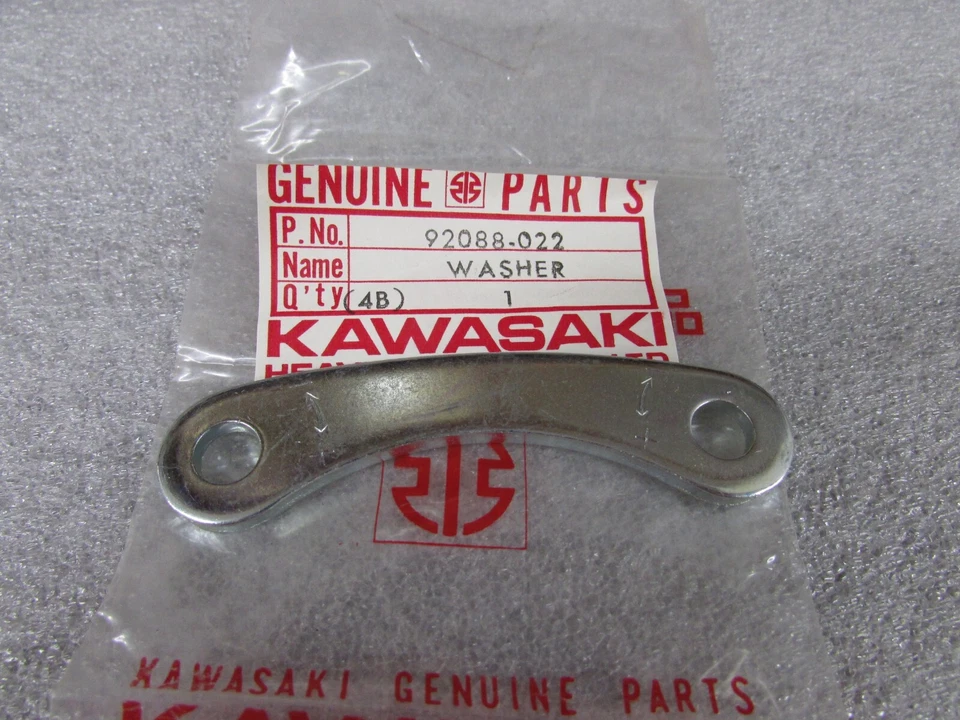 GENUINE PARTS
P.No. 92088-022
Name WASHER
Q'ty (4B) 1
KAWASAKI
KAWASAKI GENUINE PARTS